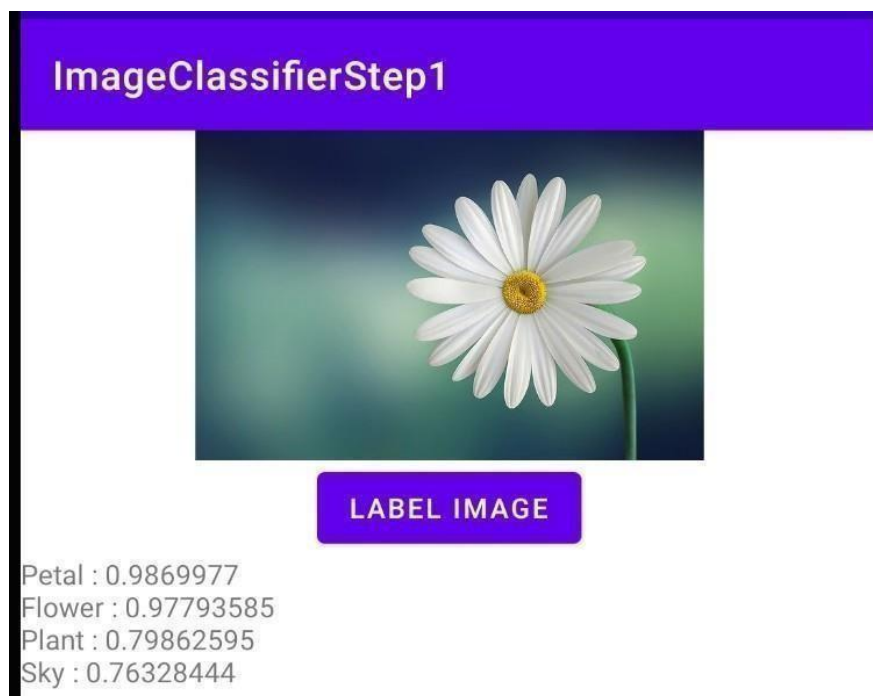 ImageClassifierStep1
LABEL IMAGE
Petal : 0.9869977
Flower : 0.97793585
Plant : 0.79862595
Sky : 0.76328444